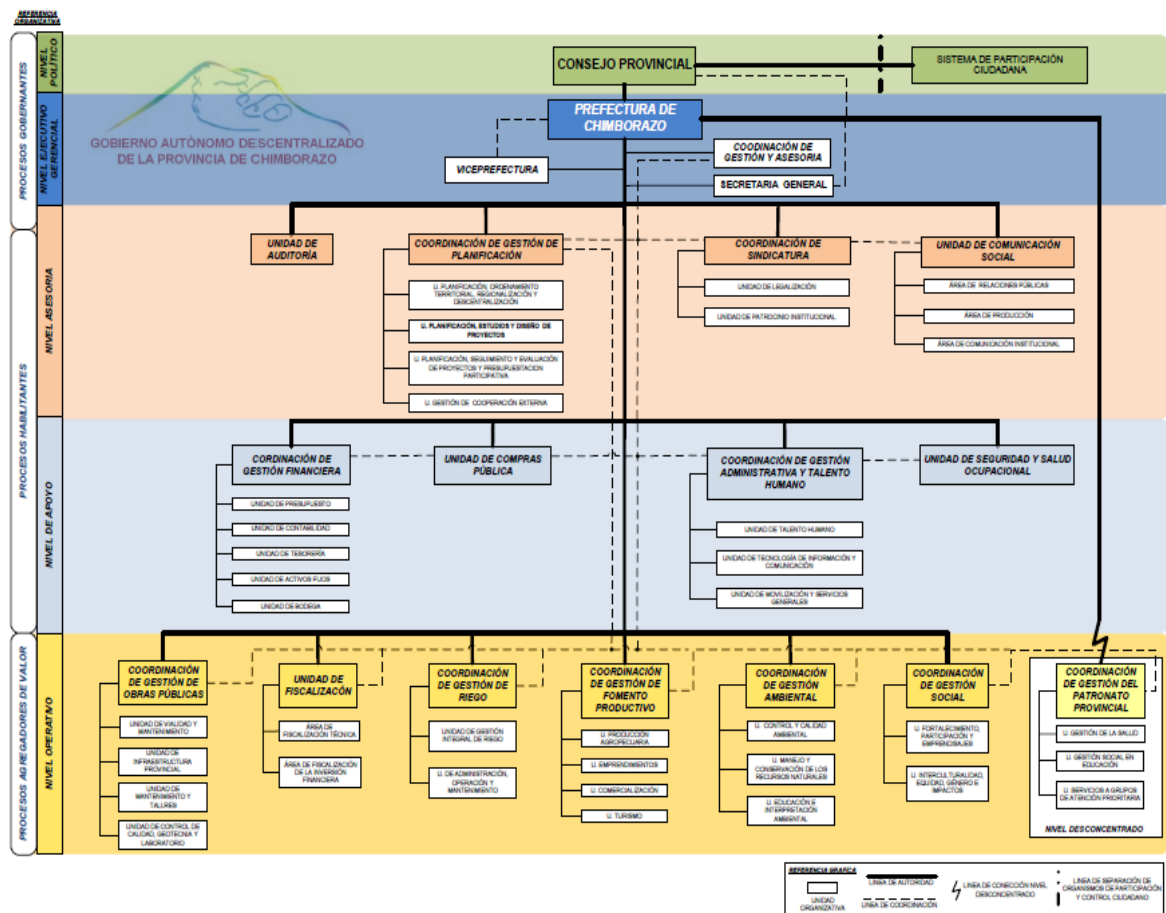 REFERENCIA
ORGANIZATIVA
PROCESOS GOBERNANTES
NIVEL
POLÍTICO
CONSEJO PROVINCIAL
SISTEMA DE PARTICIPACIÓN
CIUDADANA
GOBIERNO AUTÓNOMO DESCENTRALIZADO
DE LA PROVINCIA DE CHIMBORAZO
NIVEL EJECUTIVO
GERENCIAL
PREFECTURA DE
CHIMBORAZO
VICEPREFECTURA
COODINACIÓN DE
GESTIÓN Y ASESORIA
SECRETARIA GENERAL
PROCESOS HABILITANTES
NIVEL ASESORIA
UNIDAD DE
AUDITORÍA
COORDINACIÓN DE GESTIÓN DE
PLANIFICACIÓN
U. PLANIFICACIÓN, ORDENAMIENTO
TERRITORIAL, REGIONALIZACIÓN Y
DESCENTRALIZACIÓN
U. PLANIFICACIÓN, ESTUDIOS Y DISEÑO DE
PROYECTOS
U. PLANIFICACIÓN, SEGUIMIENTO Y EVALUACIÓN
DE PROYECTOS Y PRESUPUESTACION
PARTICIPATIVA
U. GESTIÓN DE COOPERACIÓN EXTERNA
COORDINACIÓN DE
SINDICATURA
UNIDAD DE LEGALIZACIÓN
UNIDAD DE PATROCINIO INSTITUCIONAL
UNIDAD DE COMUNICACIÓN
SOCIAL
ÁREA DE RELACIONES PÚBLICAS
ÁREA DE PRODUCCIÓN
ÁREA DE COMUNICACIÓN INSTITUCIONAL
NIVEL DE APOYO
CORDINACIÓN DE
GESTIÓN FINANCIERA
UNIDAD DE PRESUPUESTO
UNIDAD DE CONTABILIDAD
UNIDAD DE TESORERÍA
UNIDAD DE ACTIVOS FIJOS
UNIDAD DE BODEGA
UNIDAD DE COMPRAS
PÚBLICA
COORDINACIÓN DE GESTIÓN
ADMINISTRATIVA Y TALENTO
HUMANO
UNIDAD DE TALENTO HUMANO
UNIDAD DE TECNOLOGÍA DE INFORMACIÓN Y
COMUNICACIÓN
UNIDAD DE MOVILIZACIÓN Y SERVICIOS
GENERALES
UNIDAD DE SEGURIDAD Y SALUD
OCUPACIONAL
PROCESOS AGREGADORES DE VALOR
NIVEL OPERATIVO
COORDINACIÓN
DE GESTIÓN DE
OBRAS PÚBLICAS
UNIDAD DE VIALIDAD Y
MANTENIMIENTO
UNIDAD DE
INFRAESTRUCTURA
PROVINCIAL
UNIDAD DE
MANTENIMIENTO Y
TALLRES
UNIDAD DE CONTROL DE
CALIDAD, GEOTECNIA Y
LABORATORIO
UNIDAD DE
FISCALIZACÓN
ÁREA DE
FISCALIZACIÓN TÉCNICA
ÁREA DE FISCALIZACIÓN
DE LA INVERSIÓN
FINANCIERA
COORDINACIÓN
DE GESTIÓN DE
RIEGO
UNIDAD DE GESTIÓN
INTEGRAL DE RIEGO
U. DE ADMINISTRACIÓN,
OPERACIÓN Y
MANTENIMIENTO
COORDINACIÓN
DE GESTIÓN DE
FOMENTO
PRODUCTIVO
U. PRODUCCIÓN
AGROPECUARIA
U. EMPRENDIMIENTOS
U. COMERCIALIZACIÓN
U. TURISMO
COORDINACIÓN
DE GESTIÓN
AMBIENTAL
U. CONTROL Y CALIDAD
AMBIENTAL
U. MANEJO Y
CONSERVACIÓN DE LOS
RECURSOS NATURALES
U. EDUCACIÓN E
INTERPRETACIÓN
AMBIENTAL
COORDINACIÓN
DE GESTIÓN
SOCIAL
U. FORTALECIMIENTO,
PARTICIPACIÓN Y
EMPRENDISAJES
U. INTERCULTURALIDAD,
EQUIDAD, GÉNERO E
IMPACTOS
COORDINACIÓN
DE GESTIÓN DEL
PATRONATO
PROVINCIAL
U. GESTIÓN DE LA SALUD
U. GESTIÓN SOCIAL EN
EDUCACIÓN
U. SERVICIOS A GRUPOS
DE ATENCIÓN PRIORITARIA
NIVEL DESCONCENTRADO
REFERENCIA GRAFICA
UNIDAD
ORGANIZATIVA
LINEA DE AUTORIDAD
LINEA DE COORDINACIÓN
LINEA DE CONECCIÓN NIVEL
DESCONCENTRADO
LINEA DE SEPARACIÓN DE
ORGANISMOS DE PARTICIPACIÓN
Y CONTROL CIUDADANO